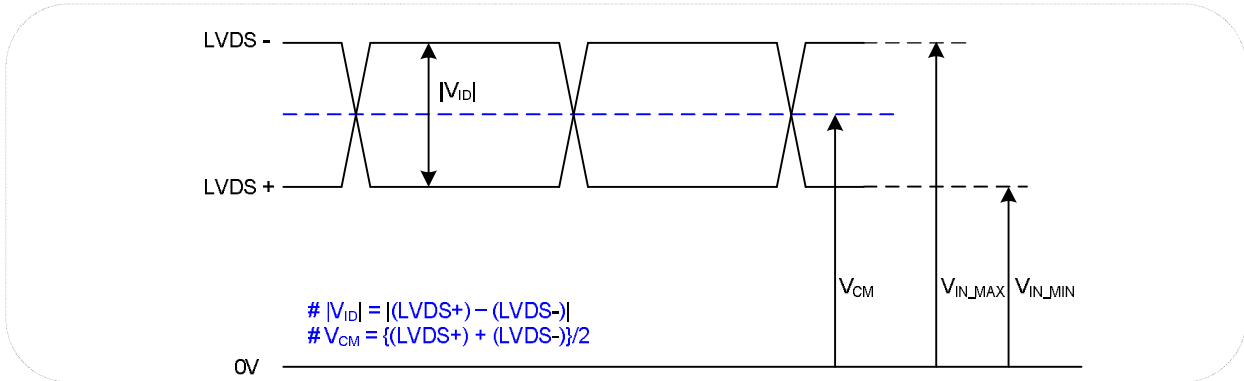 LVDS -
|VID|
LVDS +
VCM
VIN_MAX
VIN_MIN
# |VID| = |(LVDS+) – (LVDS-)|
# VCM = {(LVDS+) + (LVDS-)}/2
0V